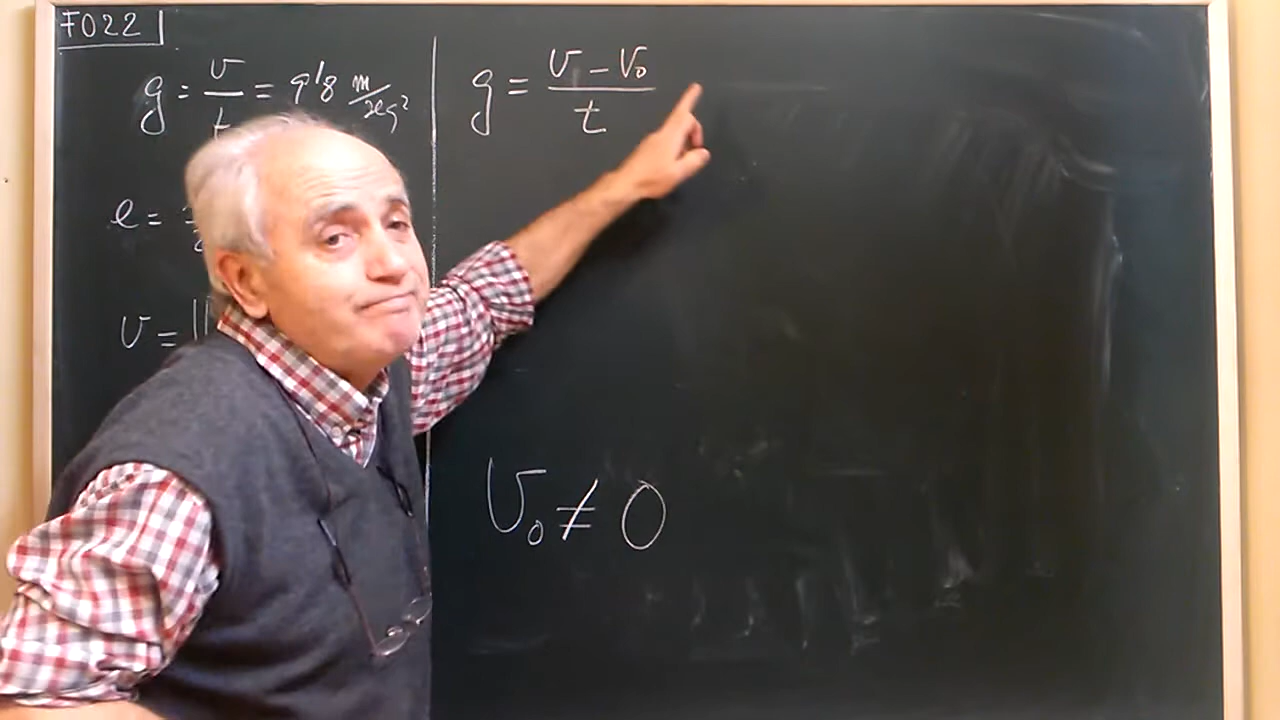 F022
g = v/t = 9'8 m/seg²
e =
v =
g = (v - v₀)/t
v₀ ≠ 0